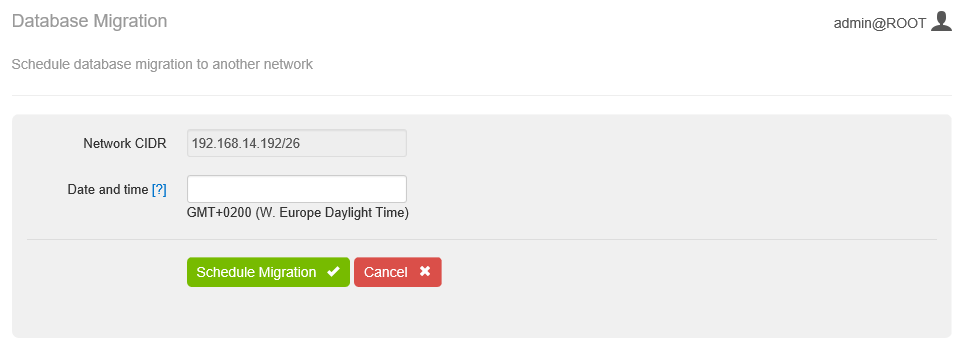 Database Migration
admin@ROOT
Schedule database migration to another network
Network CIDR
192.168.14.192/26
Date and time [?]
GMT+0200 (W. Europe Daylight Time)
Schedule Migration
Cancel